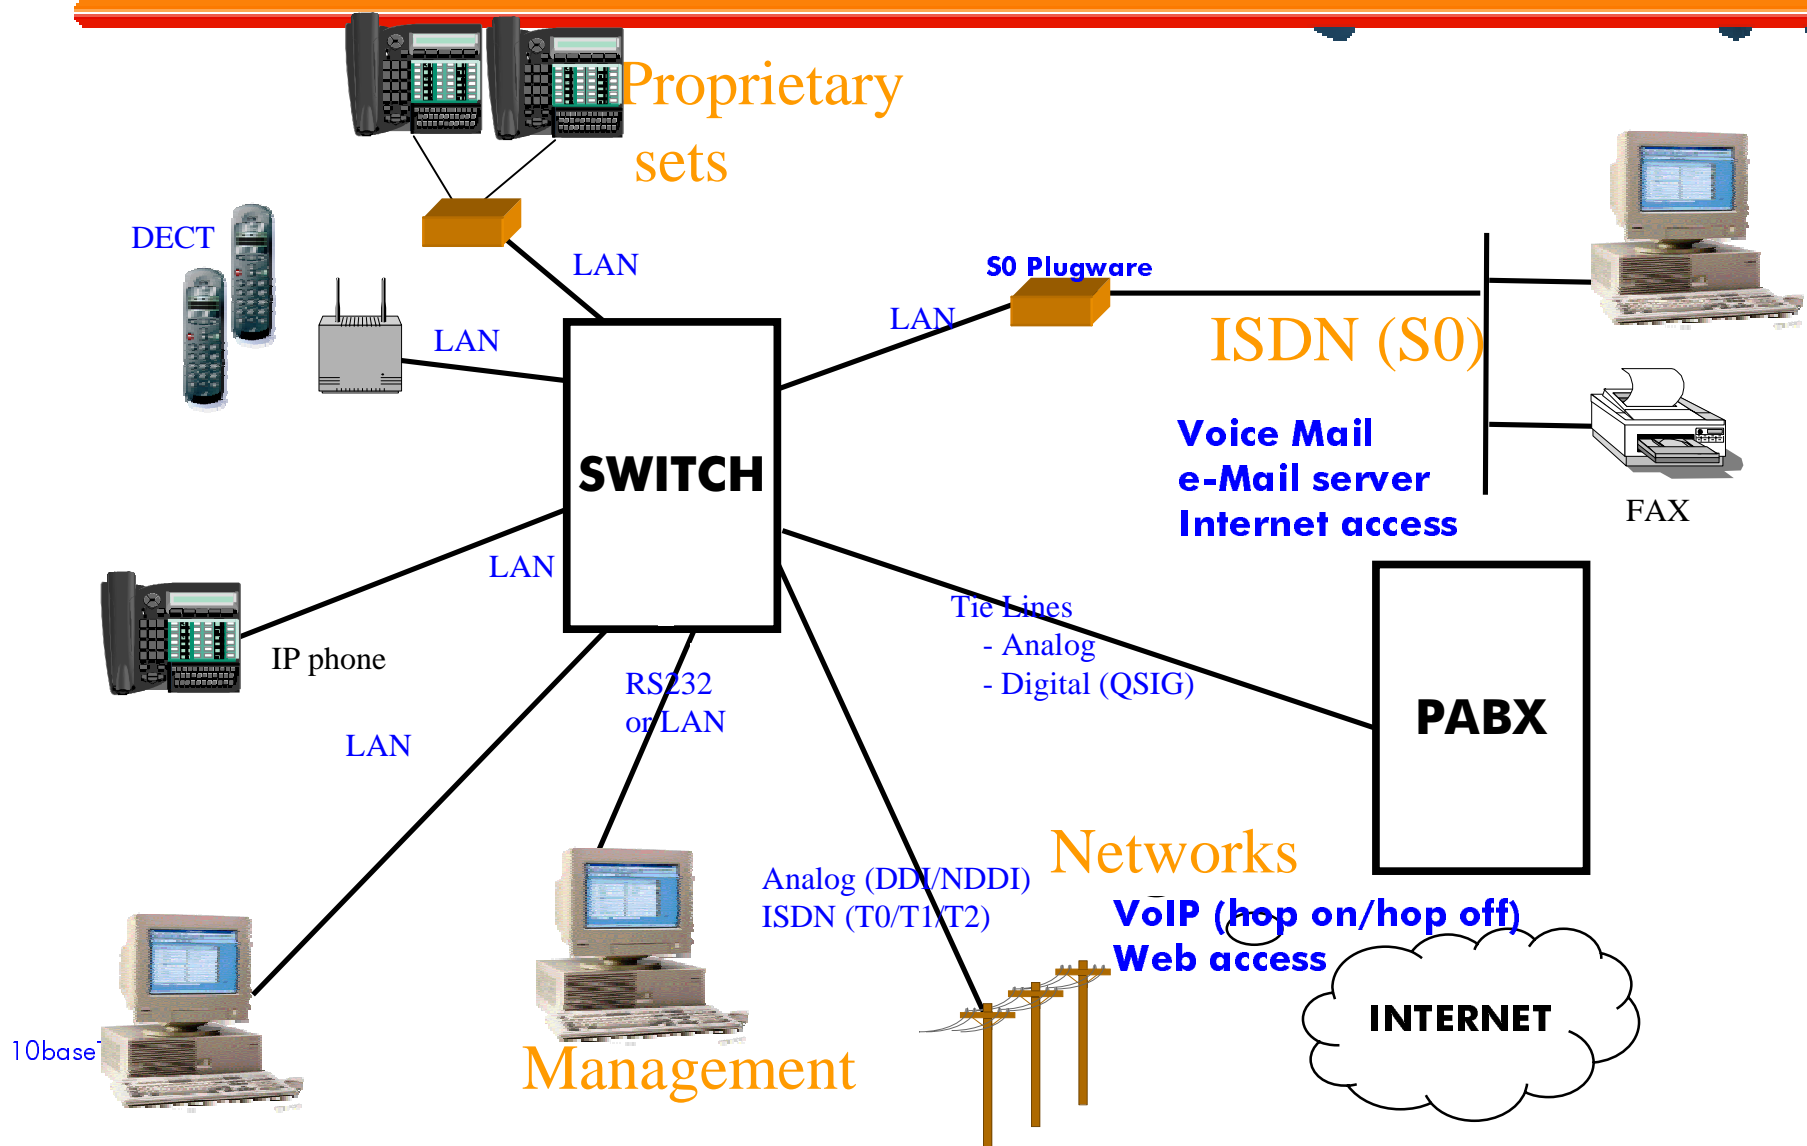 Proprietary
sets
DECT
LAN
LAN
S0 Plugware
LAN
ISDN (S0)
Voice Mail
e-Mail server
Internet access
FAX
SWITCH
LAN
IP phone
Tie Lines
- Analog
- Digital (QSIG)
PABX
RS232
or LAN
LAN
Networks
Analog (DDI/NDDI)
ISDN (T0/T1/T2)
VoIP (hop on/hop off)
Web access
INTERNET
10baseT
Management